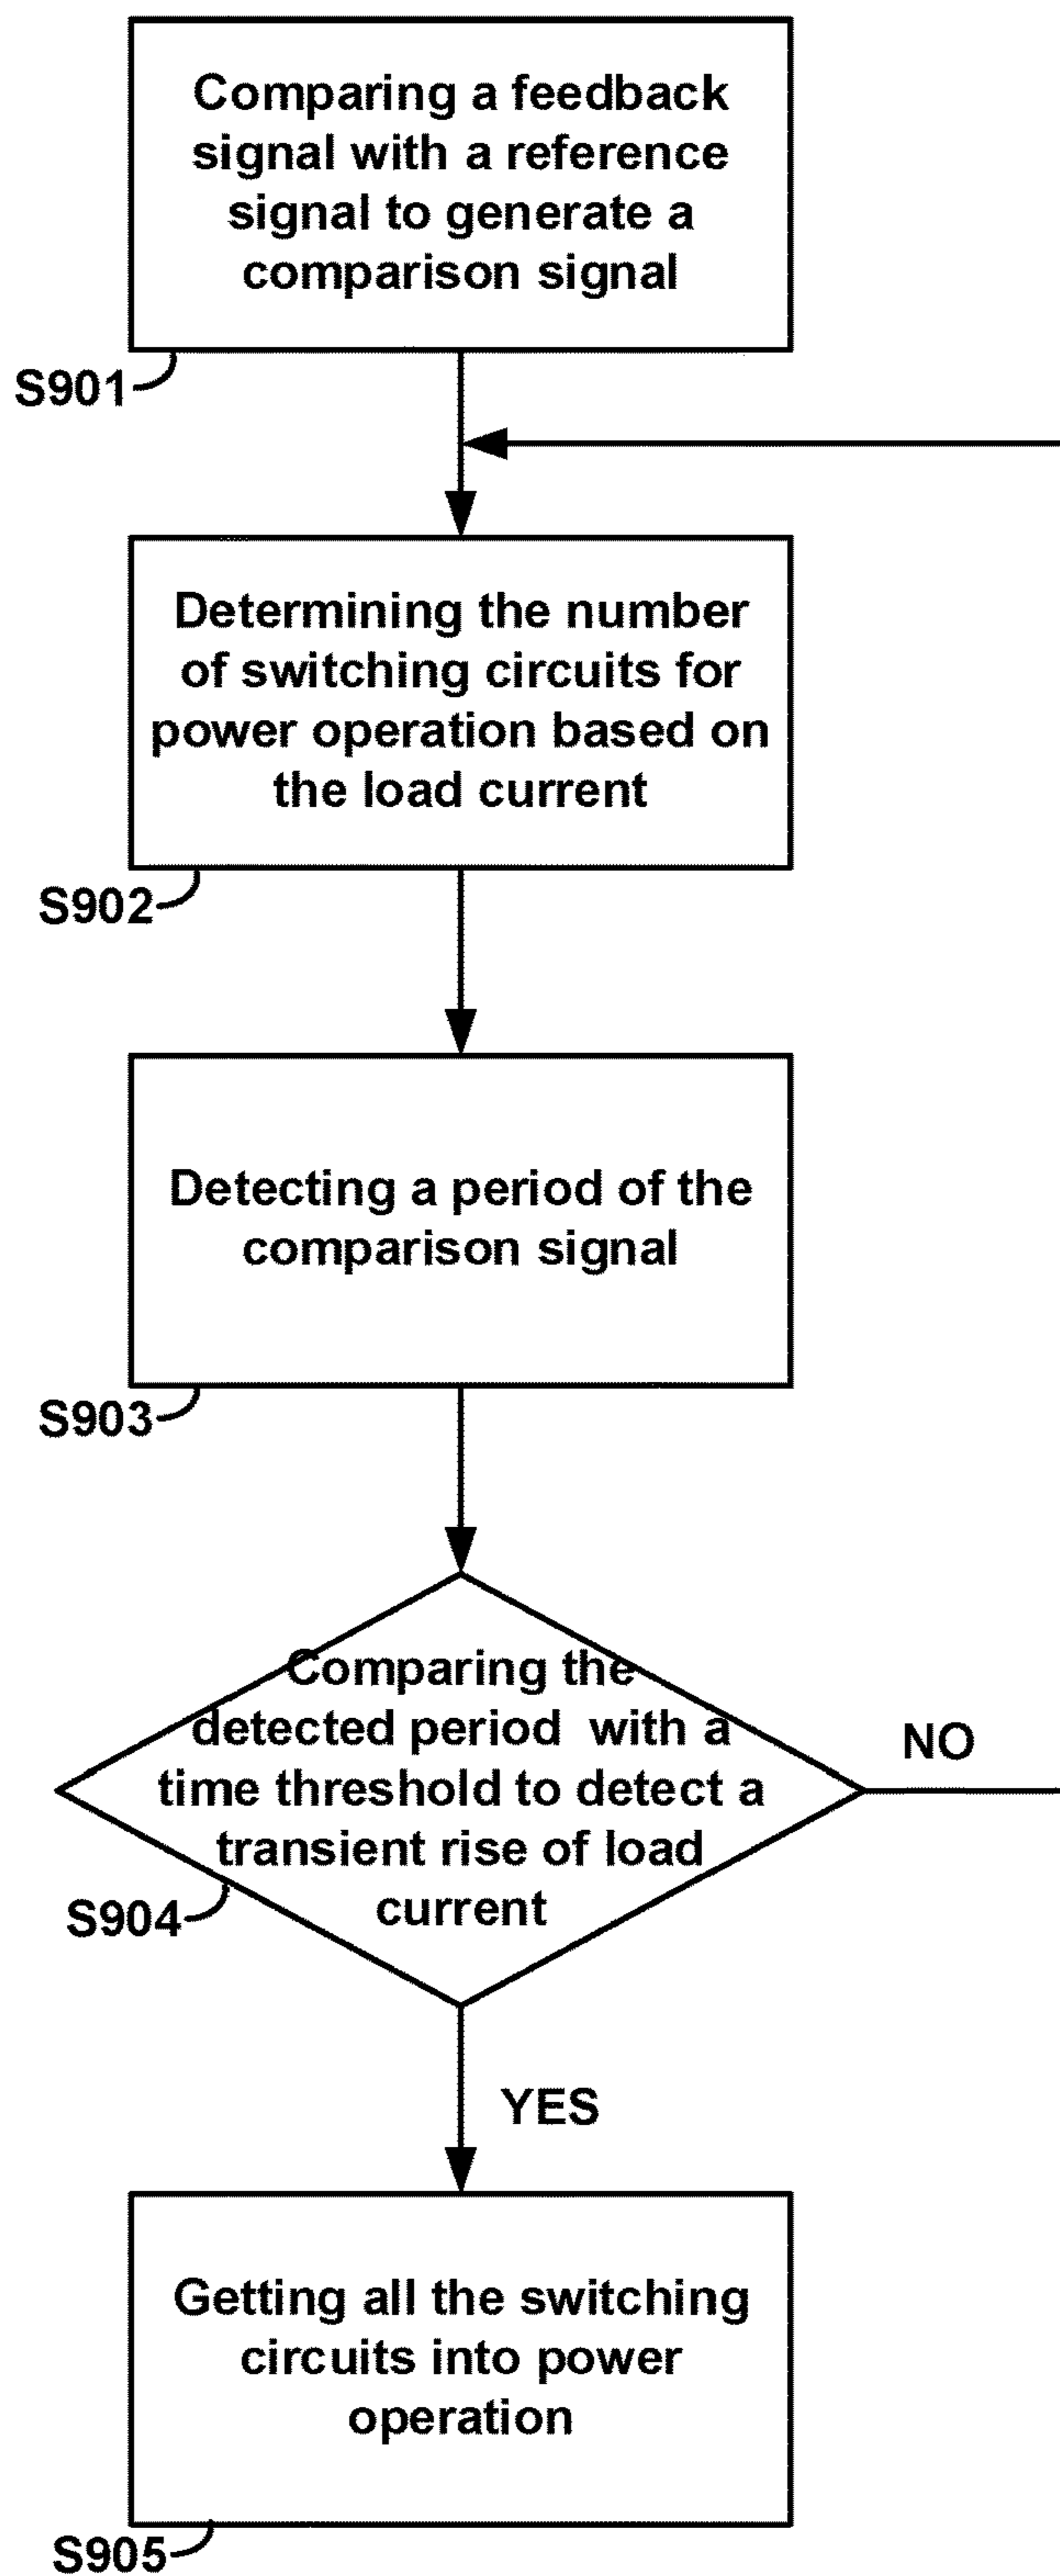 Comparing a feedback
signal with a reference
signal to generate a
comparison signal
S901
Determining the number
of switching circuits for
power operation based on
the load current
S902
Detecting a period of the
comparison signal
S903
Comparing the
detected period with a
time threshold to detect a
transient rise of load
current
NO
S904
YES
Getting all the switching
circuits into power
operation
S905